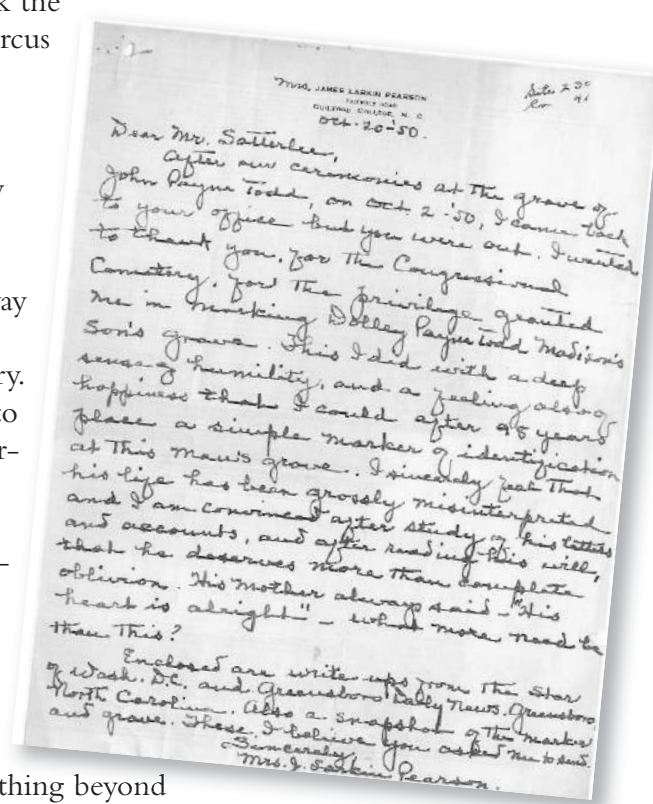 k the
rcus
y
ay
ry.
to
r-
–
thing beyond
Mrs. JAMES LARKIN PEARSON
GUILFORD COLLEGE, N. C.
Oct-20-'50.
Site 230
Dear Mr. Satterlee,
After our ceremonies at the grave of
John Payne Todd, on Oct. 2-'50, I came back
to your office but you were out. I wanted
to thank you, for the Congressional
Cemetery, for the privilege granted
me in marking Dolley Payne Todd Madison's
Son's grave. This I did with a deep
sense of humility, and a feeling also of
happiness that I could after 98 years
place a simple marker of identification
at this man's grave.. I sincerely feel that
his life has been grossly misinterpreted
and I am convinced after study of his letters
and accounts, and after reading his will,
that he deserves more than complete
oblivion. His Mother always said - "His
heart is alright" - what more need be
than this?
Enclosed are write ups from The Star
of Wash. D.C. and Greensboro Daily News. Greensboro,
North Carolina. Also a snapshot of the marker
and grave. These I believe you asked me to send.
Sincerely,
Mrs. J. Larkin Pearson.